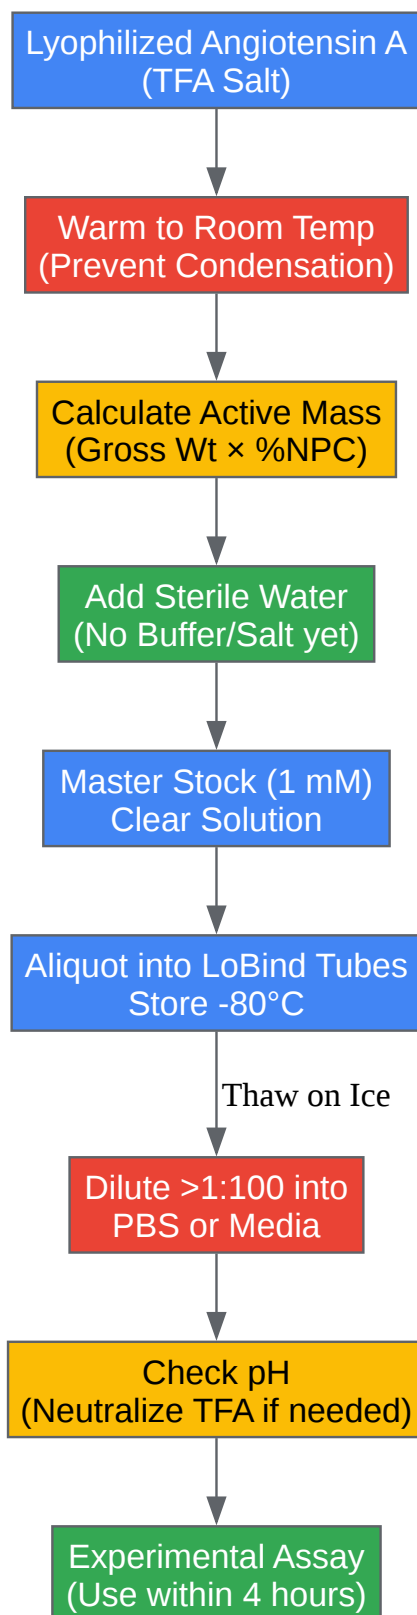 Lyophilized Angiotensin A
(TFA Salt)
Warm to Room Temp
(Prevent Condensation)
Calculate Active Mass
(Gross Wt × %NPC)
Add Sterile Water
(No Buffer/Salt yet)
Master Stock (1 mM)
Clear Solution
Aliquot into LoBind Tubes
Store -80°C
Thaw on Ice
Dilute >1:100 into
PBS or Media
Check pH
(Neutralize TFA if needed)
Experimental Assay
(Use within 4 hours)